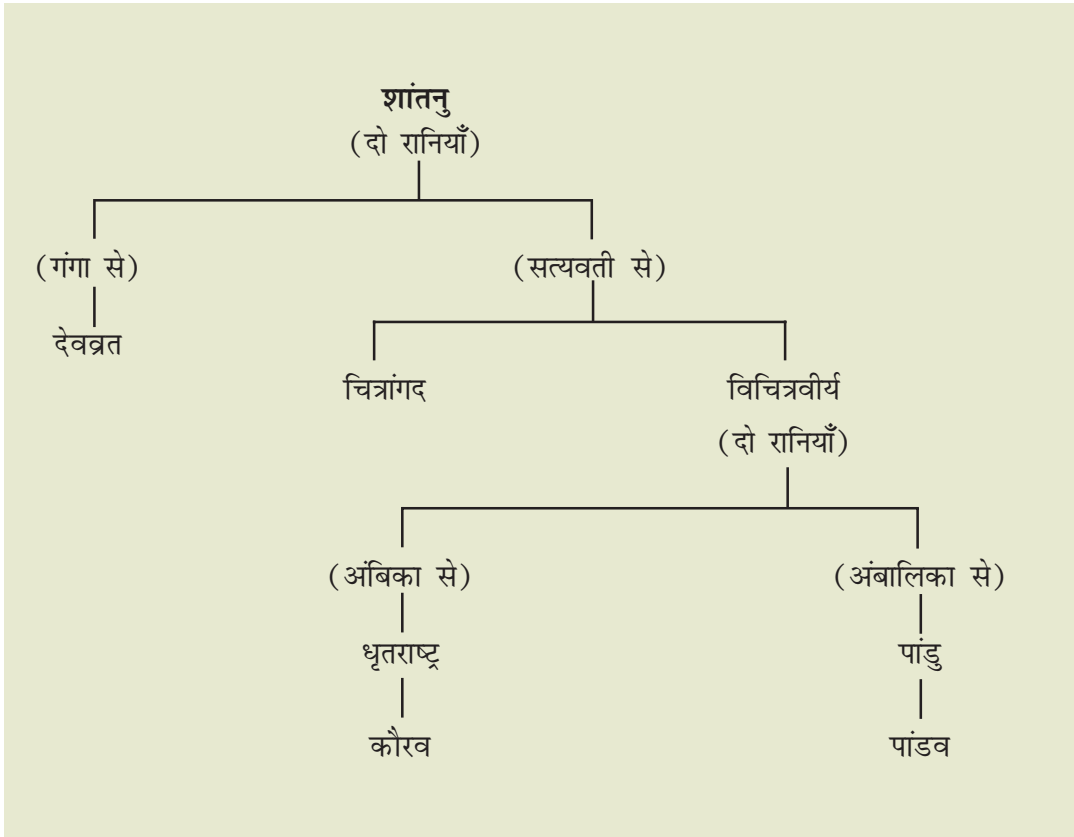 शांतनु
(दो रानियाँ)
(गंगा से)
(सत्यवती से)
देवव्रत
चित्रांगद
विचित्रवीर्य
(दो रानियाँ)
(अंबिका से)
(अंबालिका से)
धृतराष्ट्र
पांडु
कौरव
पांडव